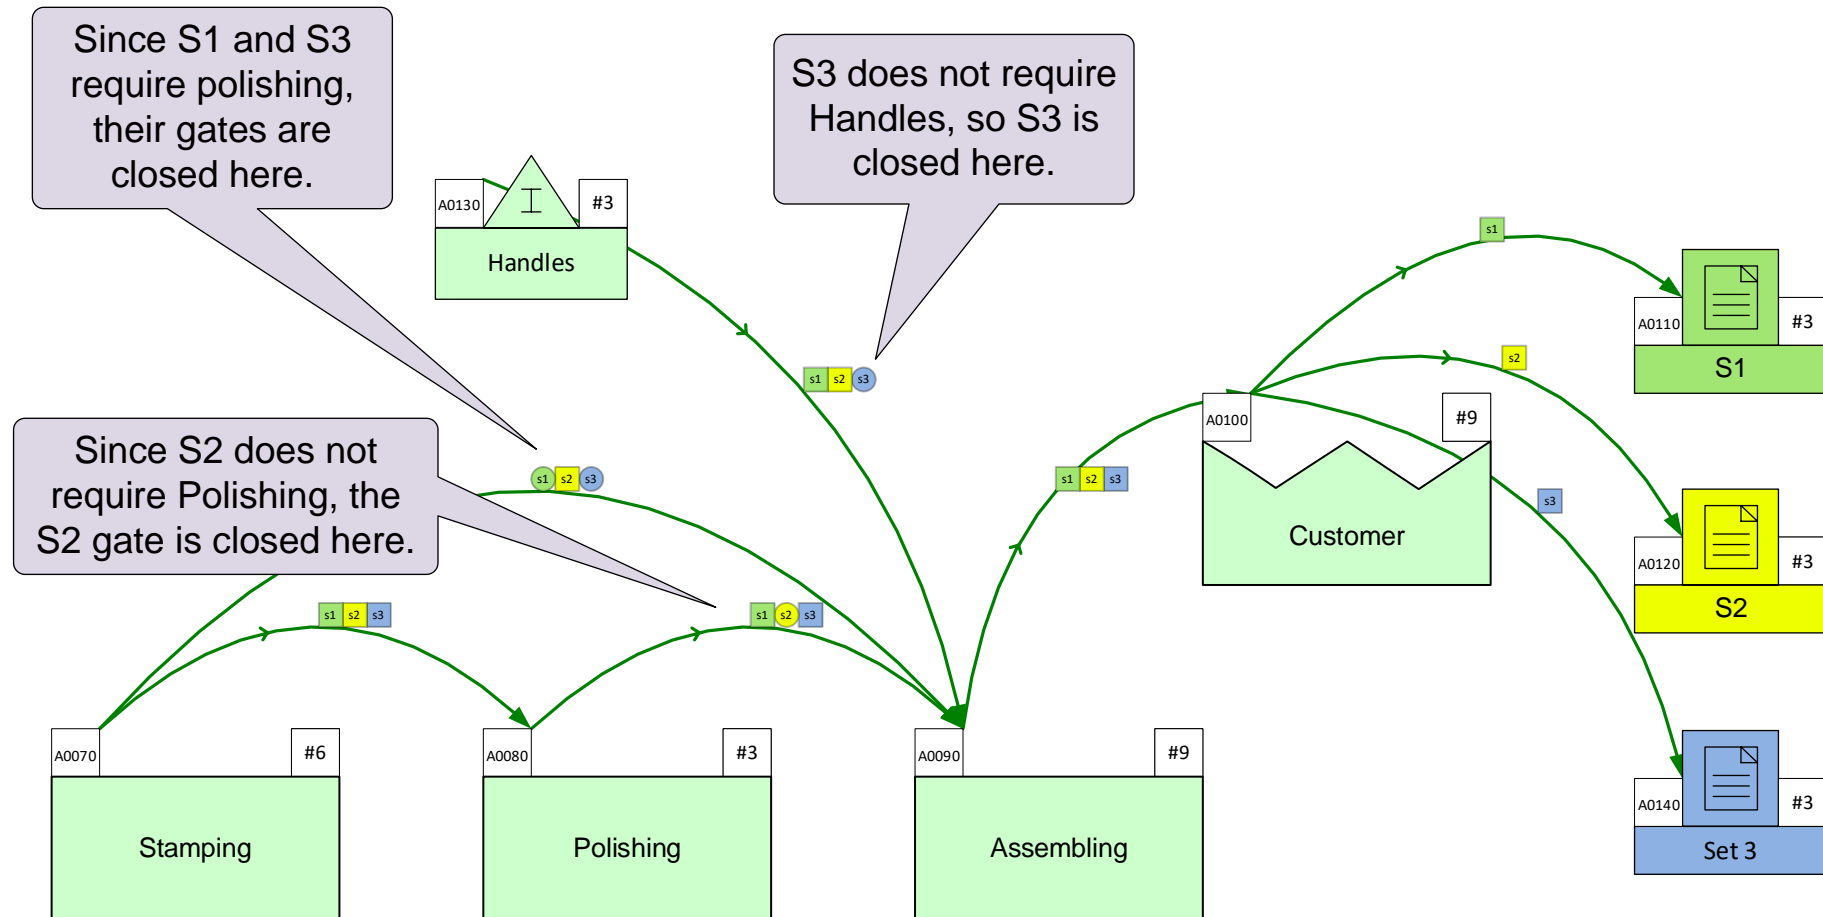 Since S1 and S3
require polishing,
their gates are
closed here.
S3 does not require
Handles, so S3 is
closed here.
A0130
#3
Handles
s1
A0110
#3
S1
s1 s2 s3
s2
A0100
#9
Customer
Since S2 does not
require Polishing, the
S2 gate is closed here.
s1 s2 s3
s1 s2 s3
s3
A0120
#3
S2
s1 s2 s3
s1 s2 s3
A0070
#6
Stamping
A0080
#3
Polishing
A0090
#9
Assembling
A0140
#3
Set 3